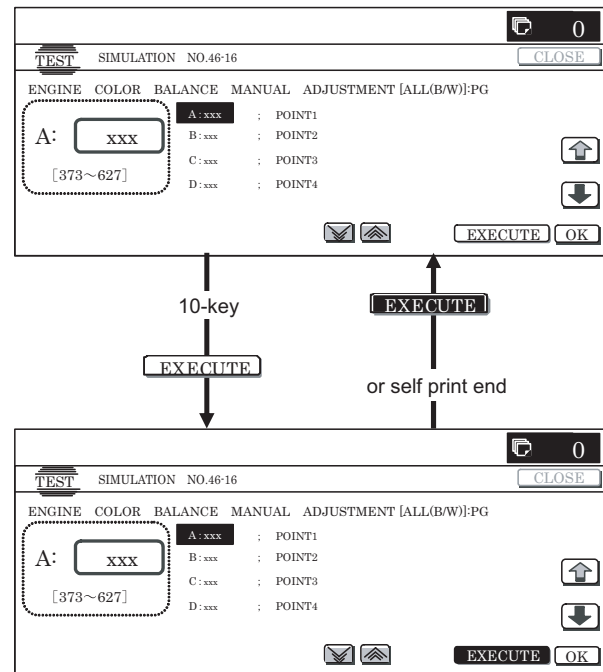 0
TEST SIMULATION NO.46-16 CLOSE
ENGINE COLOR BALANCE MANUAL ADJUSTMENT [ALL(B/W)]:PG
A: xxx
[373~627]
A : xxx ; POINT1
B : xxx ; POINT2
C : xxx ; POINT3
D : xxx ; POINT4
EXECUTE OK
10-key
EXECUTE
EXECUTE
or self print end
0
TEST SIMULATION NO.46-16 CLOSE
ENGINE COLOR BALANCE MANUAL ADJUSTMENT [ALL(B/W)]:PG
A: xxx
[373~627]
A : xxx ; POINT1
B : xxx ; POINT2
C : xxx ; POINT3
D : xxx ; POINT4
EXECUTE OK